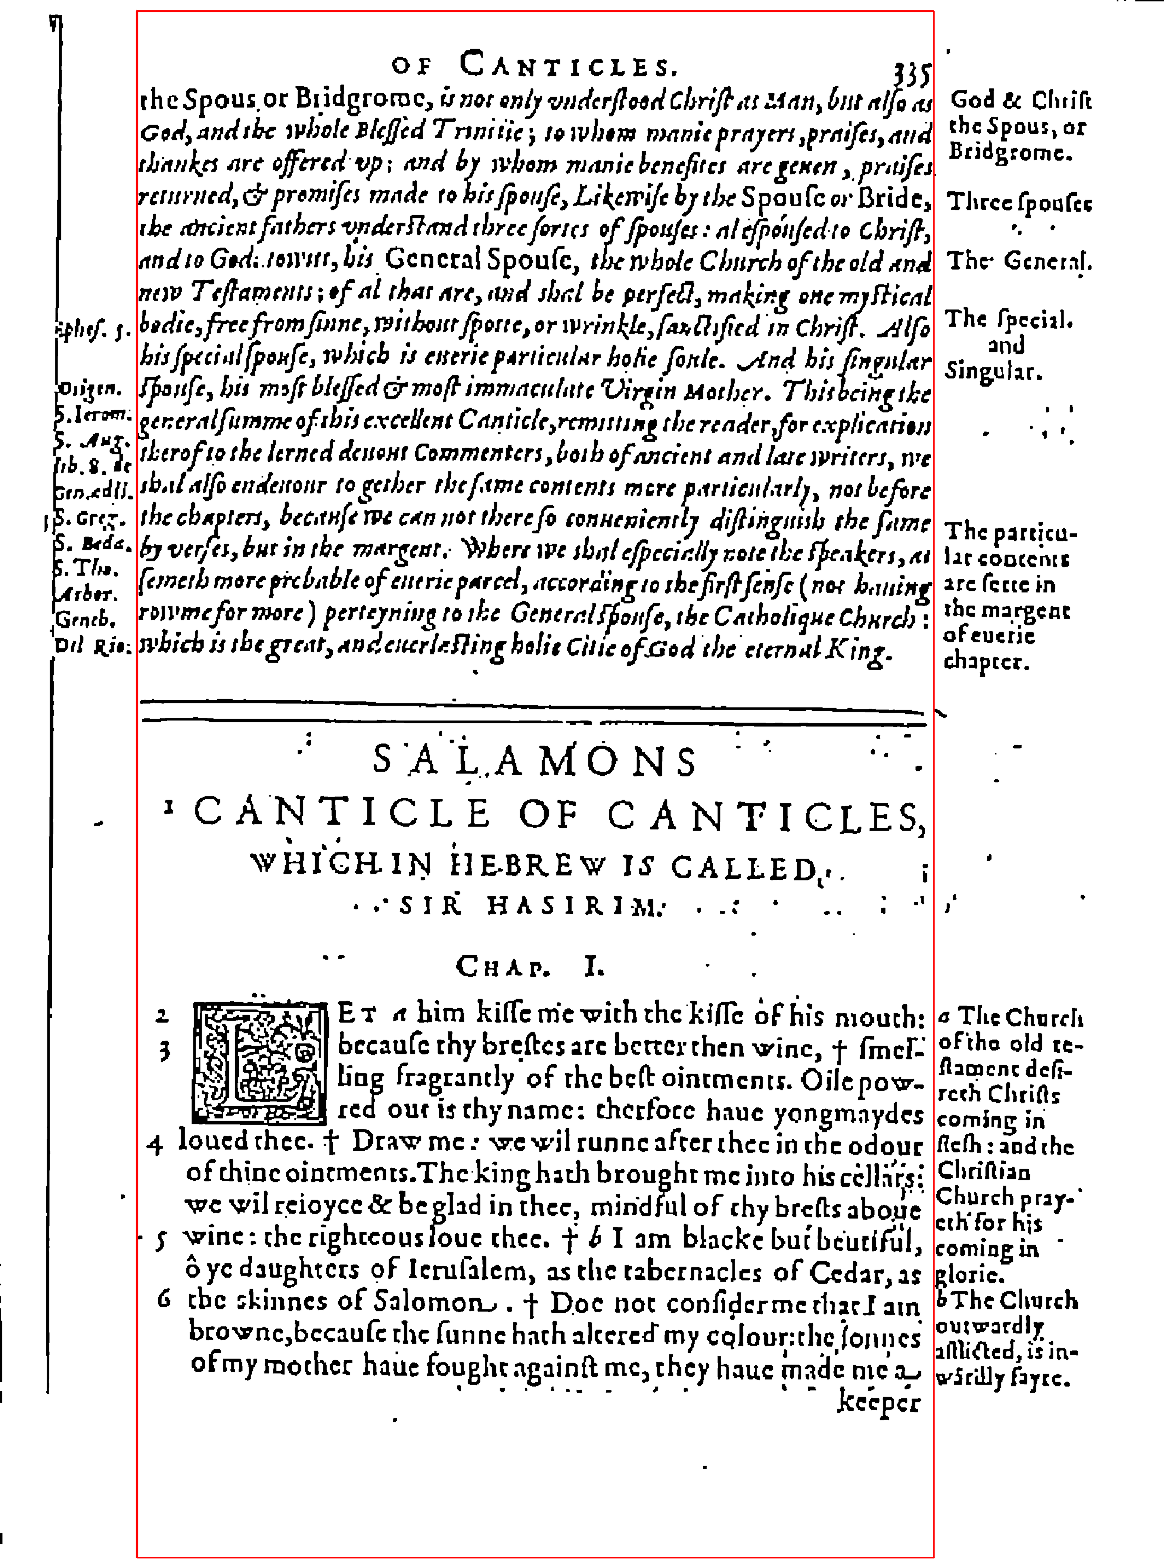 OF CANTICLES. 335
the Spous or Bridgrome, is not only vnderſtood Chriſt as Man, but alſo as
God, and the whole Bleſſed Trinitie; to whom manie prayers, praiſes, and
thankes are offered vp; and by whom manie benefites are geuen, praiſes
returned, & promiſes made to his ſpouſe, Likewiſe by the Spouſe or Bride,
the ancient fathers vnderſtand three ſortes of ſpouſes: al eſpouſed to Chriſt,
and to God: towitt, his General Spouſe, the whole Church of the old and
new Teſtaments; of al that are, and shal be perfect, making one myſtical
bodie, free from ſinne, without ſpotte, or wrinkle, ſanctified in Chriſt. Alſo
his ſpecial ſpouſe, which is euerie particular holie ſoule. And his ſingular
Spouſe, his moſt bleſſed & moſt immaculate Virgin Mother. This being the
general ſumme of this excellent Canticle, remitting the reader, for explication
therof to the lerned deuout Commenters, both of ancient and late writers, we
shal alſo endeuour to gether the ſame contents more particularly, not before
the chapters, becauſe we can not there ſo conueniently diſtinguish the ſame
by verſes, but in the margent. Where we shal eſpecially note the ſpeakers, as
ſemeth more probable of euerie parcel, according to the firſt ſenſe (not hauing
rowme for more) perteyning to the General ſpouſe, the Catholique Church:
which is the great, and euerlaſting holie Citie of God the eternal King.
God & Chriſt
the Spous, or
Bridgrome.
Three ſpouſes
The General.
The ſpecial.
and
Singular.
The particu-
lar contents
are ſette in
the margent
of euerie
chapter.
Epheſ. 5.
Origen.
S. Ierom.
S. Aug.
lib. 8. de
Gen. ad li.
S. Greg.
S. Beda.
S. Tho.
Arbor.
Geneb.
Del Rio.
SALAMONS
1 CANTICLE OF CANTICLES,
WHICH IN HEBREW IS CALLED,
SIR HASIRIM.
CHAP. I.
2 LET a him kiſſe me with the kiſſe of his mouth:
3 becauſe thy breſtes are better then wine, † ſmel-
ling fragrantly of the beſt ointments. Oile pow-
red out is thy name: therfore haue yongmaydes
4 loued thee. † Draw me: we wil runne after thee in the odour
of thine ointments. The king hath brought me into his cellars:
we wil reioyce & be glad in thee, mindful of thy breſts aboue
5 wine: the righteous loue thee. † b I am blacke but beutiful,
ô ye daughters of Ieruſalem, as the tabernacles of Cedar, as
6 the skinnes of Salomon. † Doe not conſider me that I am
browne, becauſe the ſunne hath altered my colour: the ſonnes
of my mother haue fought againſt me, they haue made me a
keeper
a The Church
of tho old te-
ſtament deſi-
reth Chriſts
coming in
fleſh: and the
Chriſtian
Church pray-
eth for his
coming in
glorie.
b The Church
outwardly
afflicted, is in-
wardly fayre.